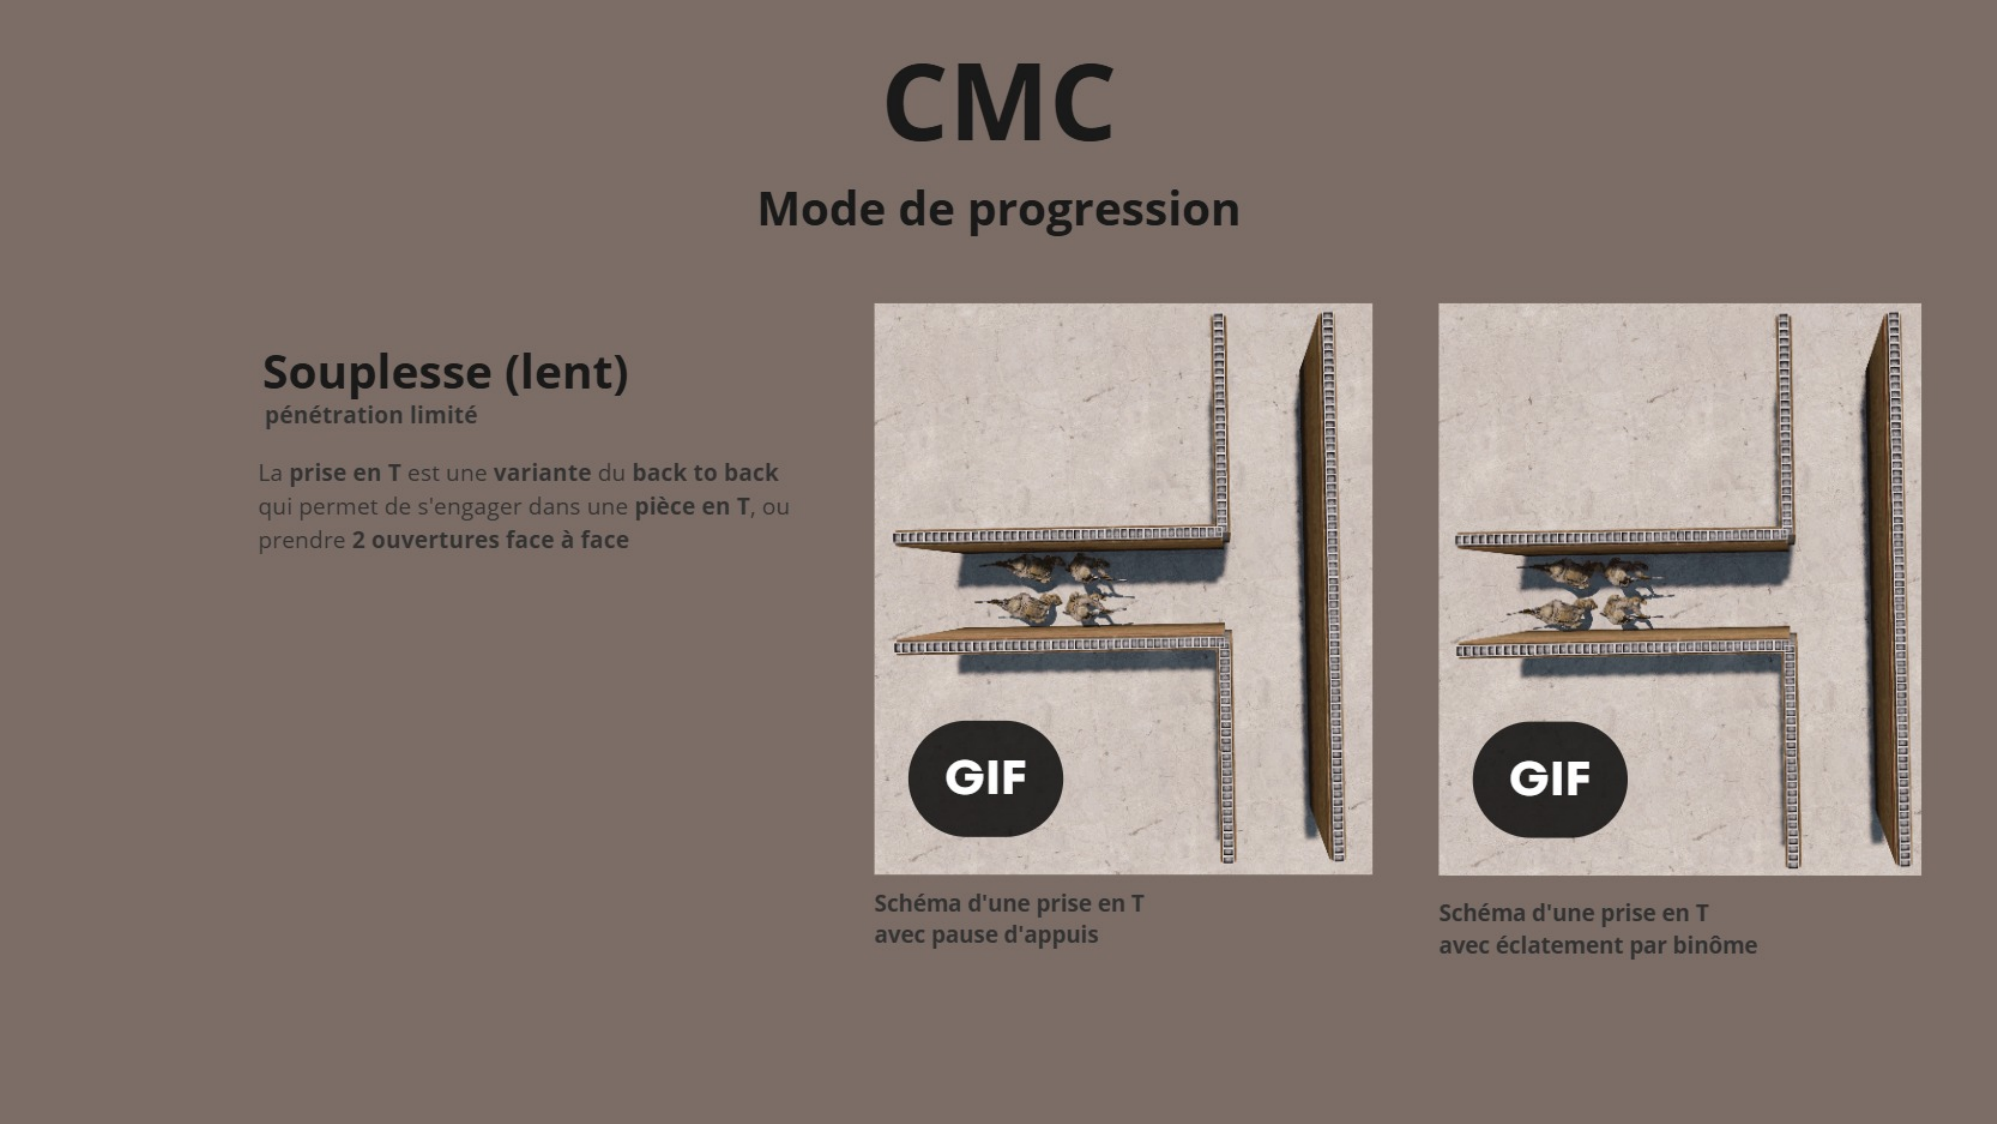 CMC
Mode de progression
Souplesse (lent)
pénétration limité
La prise en T est une variante du back to back
qui permet de s'engager dans une pièce en T, ou
prendre 2 ouvertures face à face
GIF
Schéma d'une prise en T
avec pause d'appuis
GIF
Schéma d'une prise en T
avec éclatement par binôme